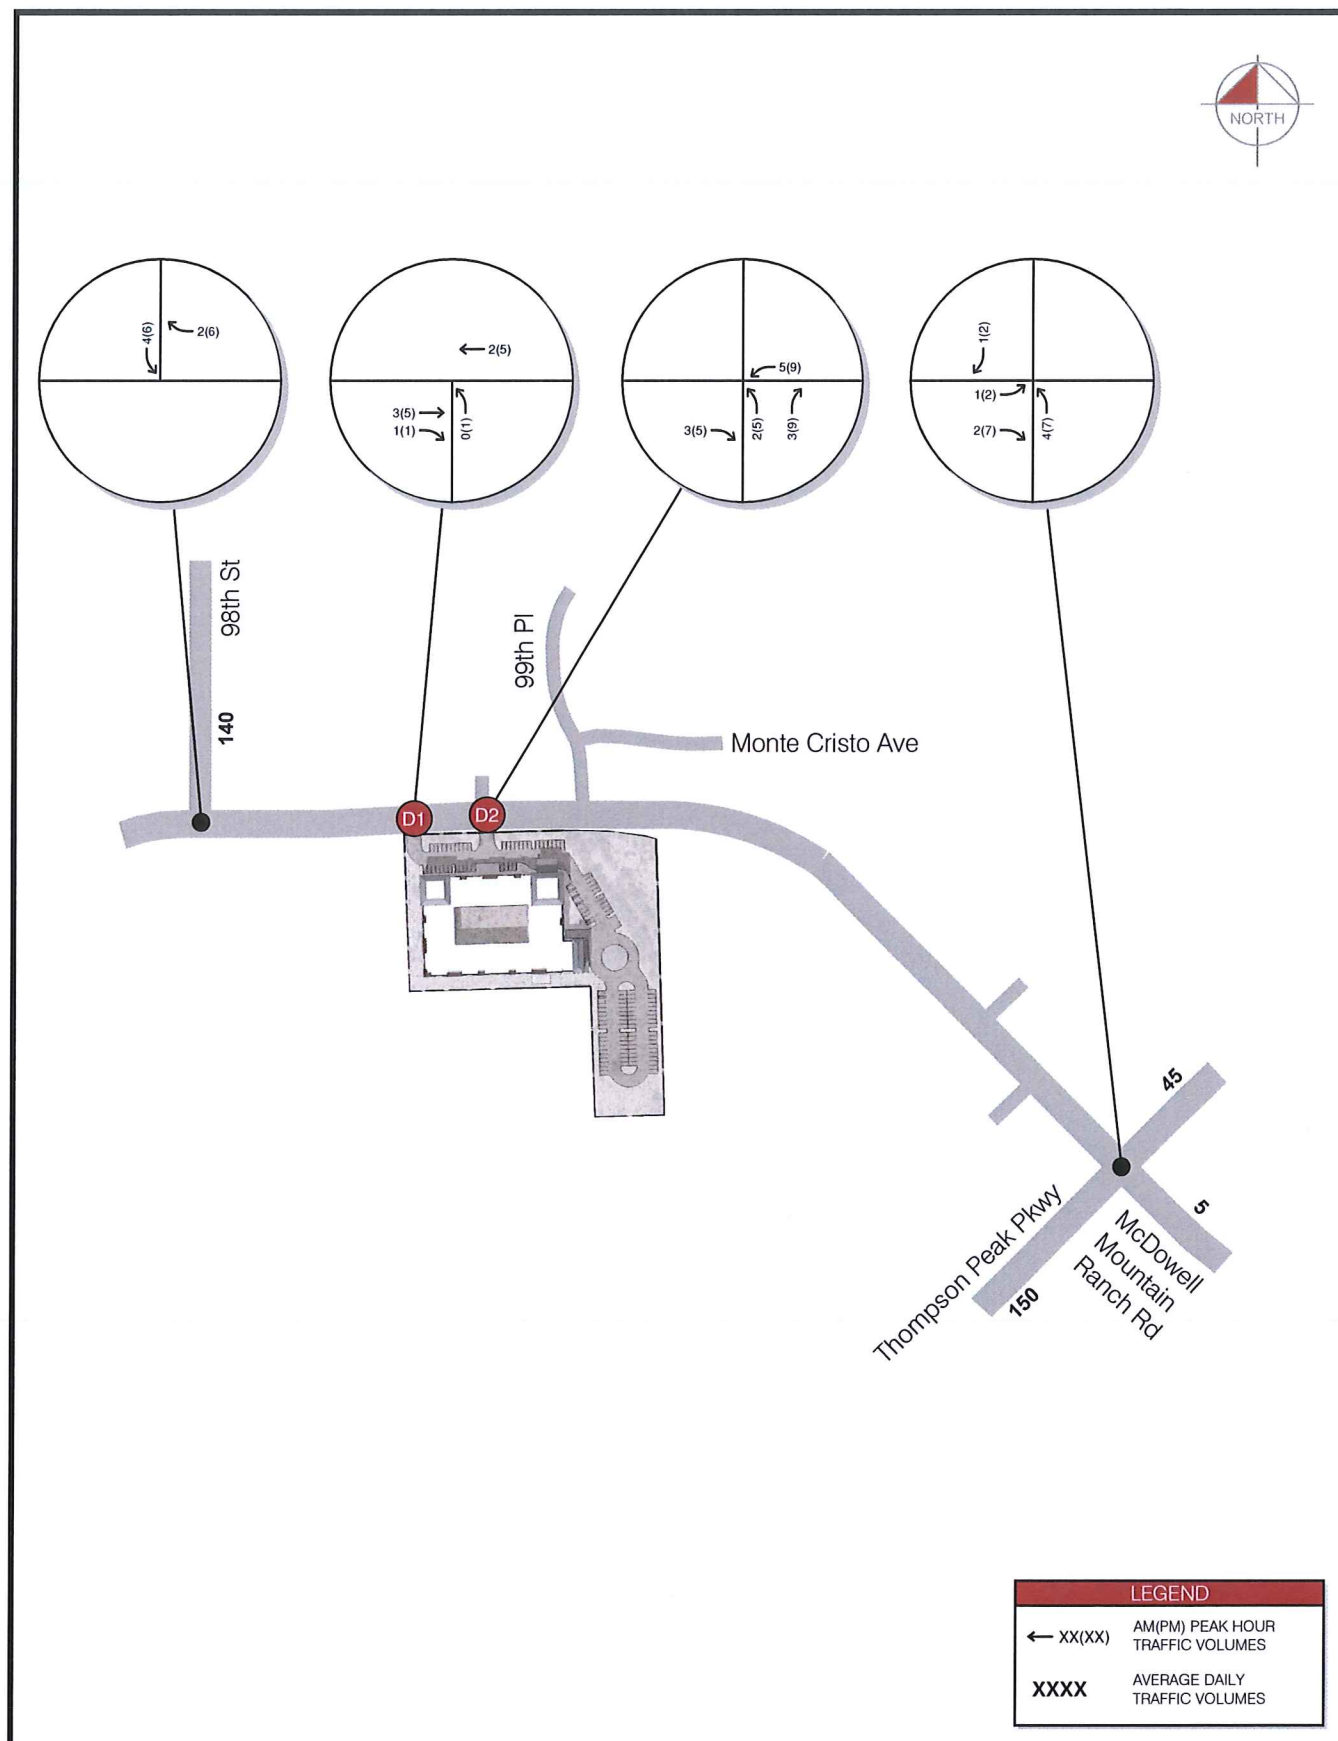 NORTH
4(6)
2(6)
2(5)
3(5)
1(1)
0(1)
5(9)
3(5)
2(5)
3(9)
1(2)
1(2)
2(7)
4(7)
98th St
140
99th Pl
Monte Cristo Ave
D1
D2
45
5
Thompson Peak Pkwy
150
McDowell
Mountain
Ranch Rd
LEGEND
XX(XX)
AM(PM) PEAK HOUR
TRAFFIC VOLUMES
XXXX
AVERAGE DAILY
TRAFFIC VOLUMES